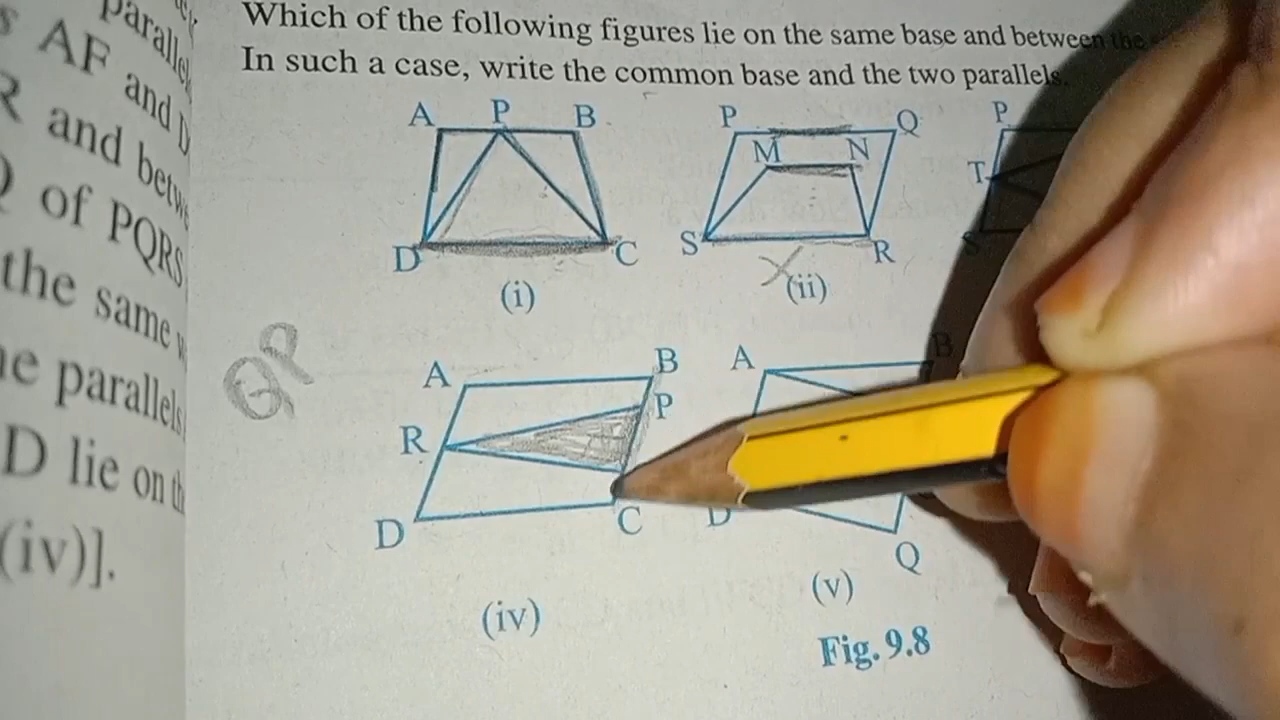 paralle
AF and D
R and betw
Q of PQRS
the same w
e parallels
D lie on th
(iv)].
Which of the following figures lie on the same base and between the
In such a case, write the common base and the two parallels.
A P B
D C
(i)
P Q
M N
S R
(ii)
P
T
S
QP
A B
R P
D C
(iv)
A B
D Q
(v)
Fig. 9.8